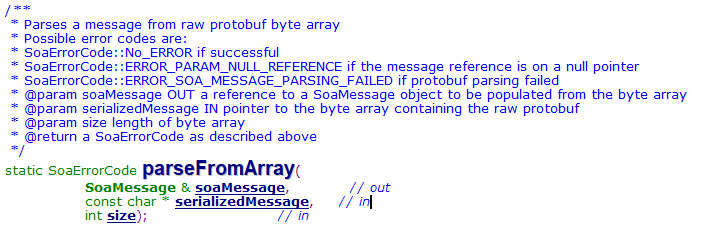 /**
* Parses a message from raw protobuf byte array
* Possible error codes are:
* SoaErrorCode::No_ERROR if successful
* SoaErrorCode::ERROR_PARAM_NULL_REFERENCE if the message reference is on a null pointer
* SoaErrorCode::ERROR_SOA_MESSAGE_PARSING_FAILED if protobuf parsing failed
* @param soaMessage OUT a reference to a SoaMessage object to be populated from the byte array
* @param serializedMessage IN pointer to the byte array containing the raw protobuf
* @param size length of byte array
* @return a SoaErrorCode as described above
*/
static SoaErrorCode parseFromArray(
SoaMessage & soaMessage, // out
const char * serializedMessage, // in
int size); // in